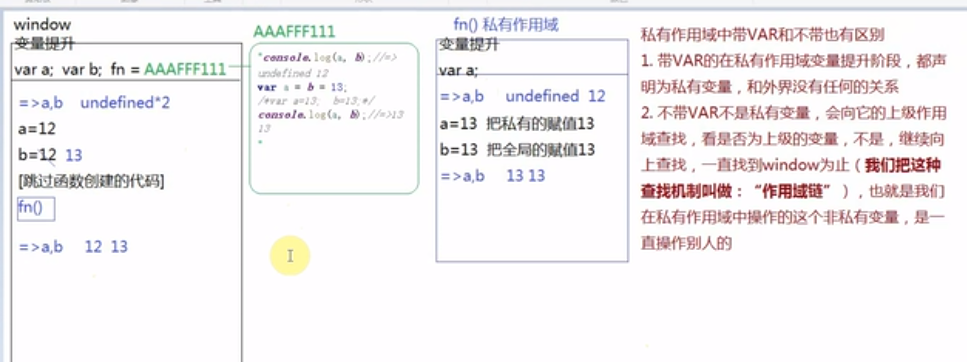 window
变量提升
var a; var b; fn = AAAFFF111
=>a,b undefined*2
a=12
b=12 13
[跳过函数创建的代码]
fn()
=>a,b 12 13
AAAFFF111
"console.log(a, b);//=>
undefined 12
var a = b = 13;
/*var a=13; b=13;*/
console.log(a, b);//=>13
13
"
fn() 私有作用域
变量提升
var a;
=>a,b undefined 12
a=13 把私有的赋值13
b=13 把全局的赋值13
=>a,b 13 13
私有作用域中带VAR和不带也有区别
1. 带VAR的在私有作用域变量提升阶段，都声
明为私有变量，和外界没有任何的关系
2. 不带VAR不是私有变量，会向它的上级作用
域查找，看是否为上级的变量，不是，继续向
上查找，一直找到window为止（我们把这种
查找机制叫做：“作用域链”），也就是我们
在私有作用域中操作的这个非私有变量，是一
直操作别人的